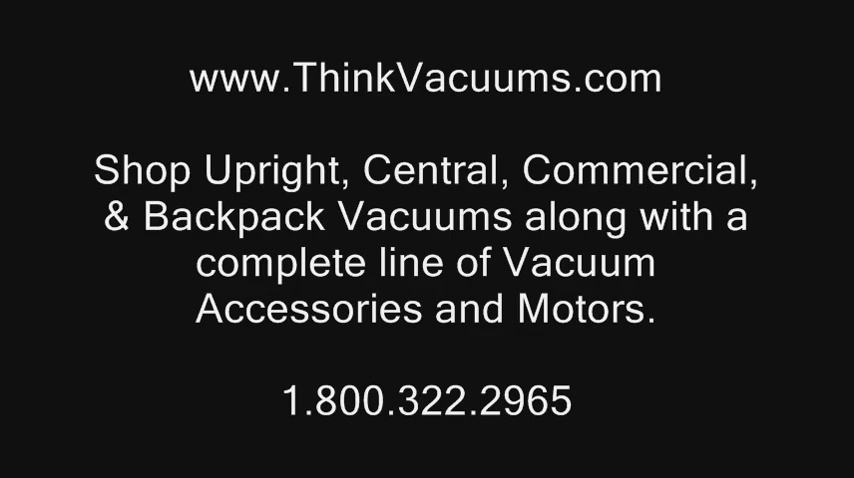 www.ThinkVacuums.com
Shop Upright, Central, Commercial,
& Backpack Vacuums along with a
complete line of Vacuum
Accessories and Motors.
1.800.322.2965